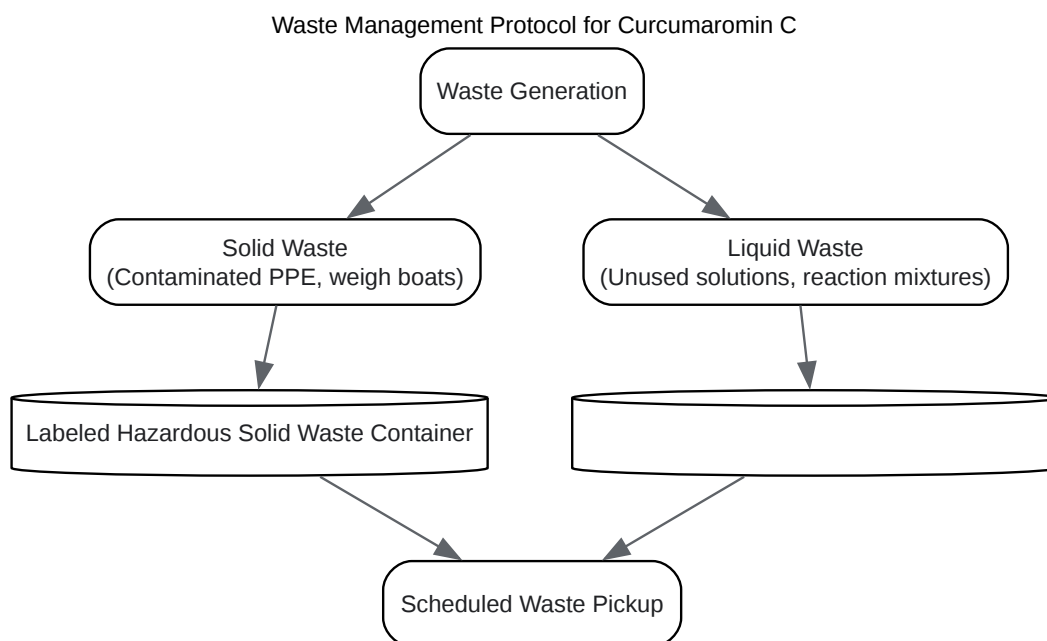 Waste Management Protocol for Curcumaromin C
Waste Generation
Solid Waste
(Contaminated PPE, weigh boats)
Liquid Waste
(Unused solutions, reaction mixtures)
Labeled Hazardous Solid Waste Container
Scheduled Waste Pickup